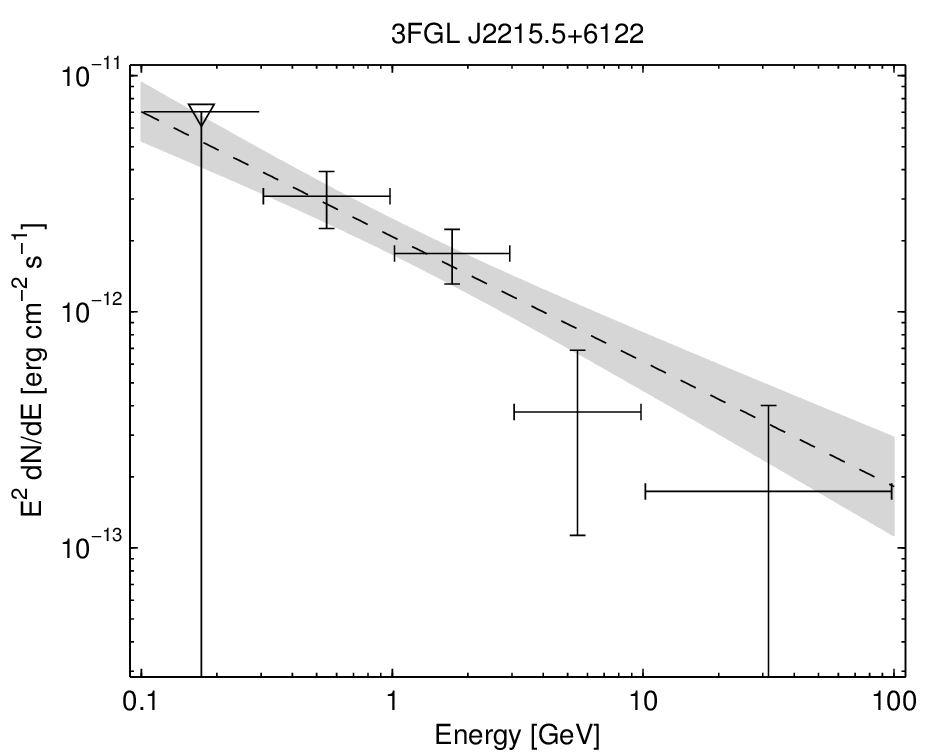 3FGL J2215.5+6122
10⁻¹¹
10⁻¹²
10⁻¹³
E² dN/dE [erg cm⁻² s⁻¹]
0.1 1 10 100
Energy [GeV]